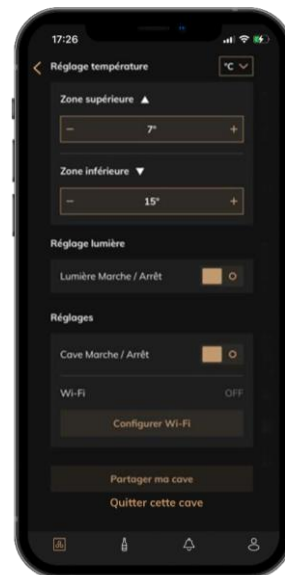 17:26
Réglage température
°C
Zone supérieure ▲
− 7° +
Zone inférieure ▼
− 15° +
Réglage lumière
Lumière Marche / Arrêt
Réglages
Cave Marche / Arrêt
Wi-Fi OFF
Configurer Wi-Fi
Partager ma cave
Quitter cette cave